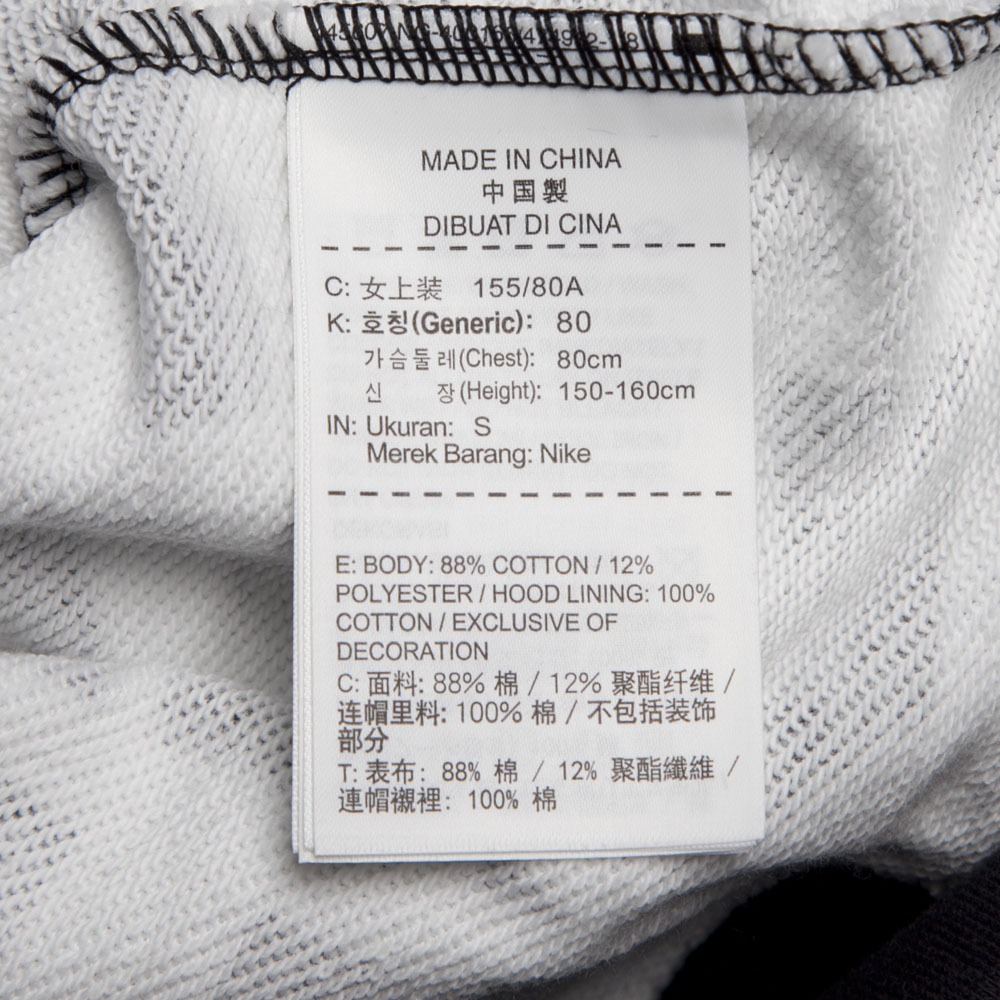 MADE IN CHINA
中国製
DIBUAT DI CINA
C: 女上装 155/80A
K: 호칭(Generic): 80
가슴둘레(Chest): 80cm
신 장(Height): 150-160cm
IN: Ukuran: S
Merek Barang: Nike
E: BODY: 88% COTTON / 12%
POLYESTER / HOOD LINING: 100%
COTTON / EXCLUSIVE OF
DECORATION
C: 面料: 88% 棉 / 12% 聚酯纤维 /
连帽里料: 100% 棉 / 不包括装饰
部分
T: 表布: 88% 棉 / 12% 聚酯纖維 /
連帽襯裡: 100% 棉